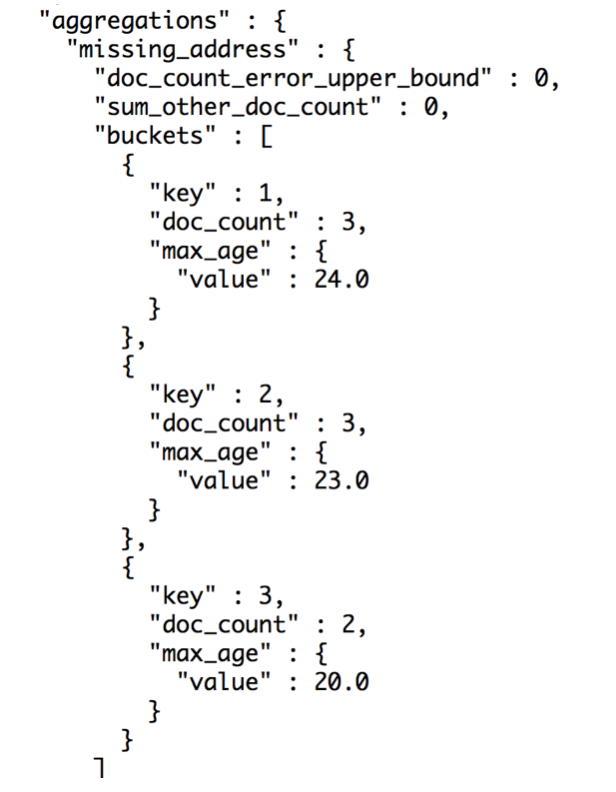 "aggregations" : {
"missing_address" : {
"doc_count_error_upper_bound" : 0,
"sum_other_doc_count" : 0,
"buckets" : [
{
"key" : 1,
"doc_count" : 3,
"max_age" : {
"value" : 24.0
}
},
{
"key" : 2,
"doc_count" : 3,
"max_age" : {
"value" : 23.0
}
},
{
"key" : 3,
"doc_count" : 2,
"max_age" : {
"value" : 20.0
}
}
]